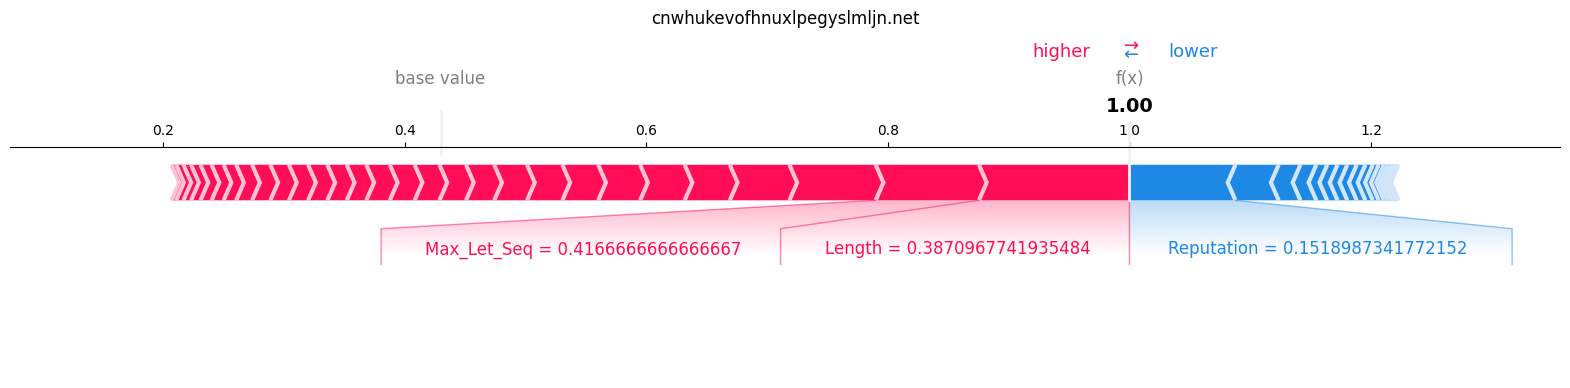 cnwhukevofhnuxlpegyslmljn.net
higher ⇄ lower
base value f(x)
1.00
0.2 0.4 0.6 0.8 1.0 1.2
Max_Let_Seq = 0.4166666666666667 Length = 0.3870967741935484 Reputation = 0.1518987341772152